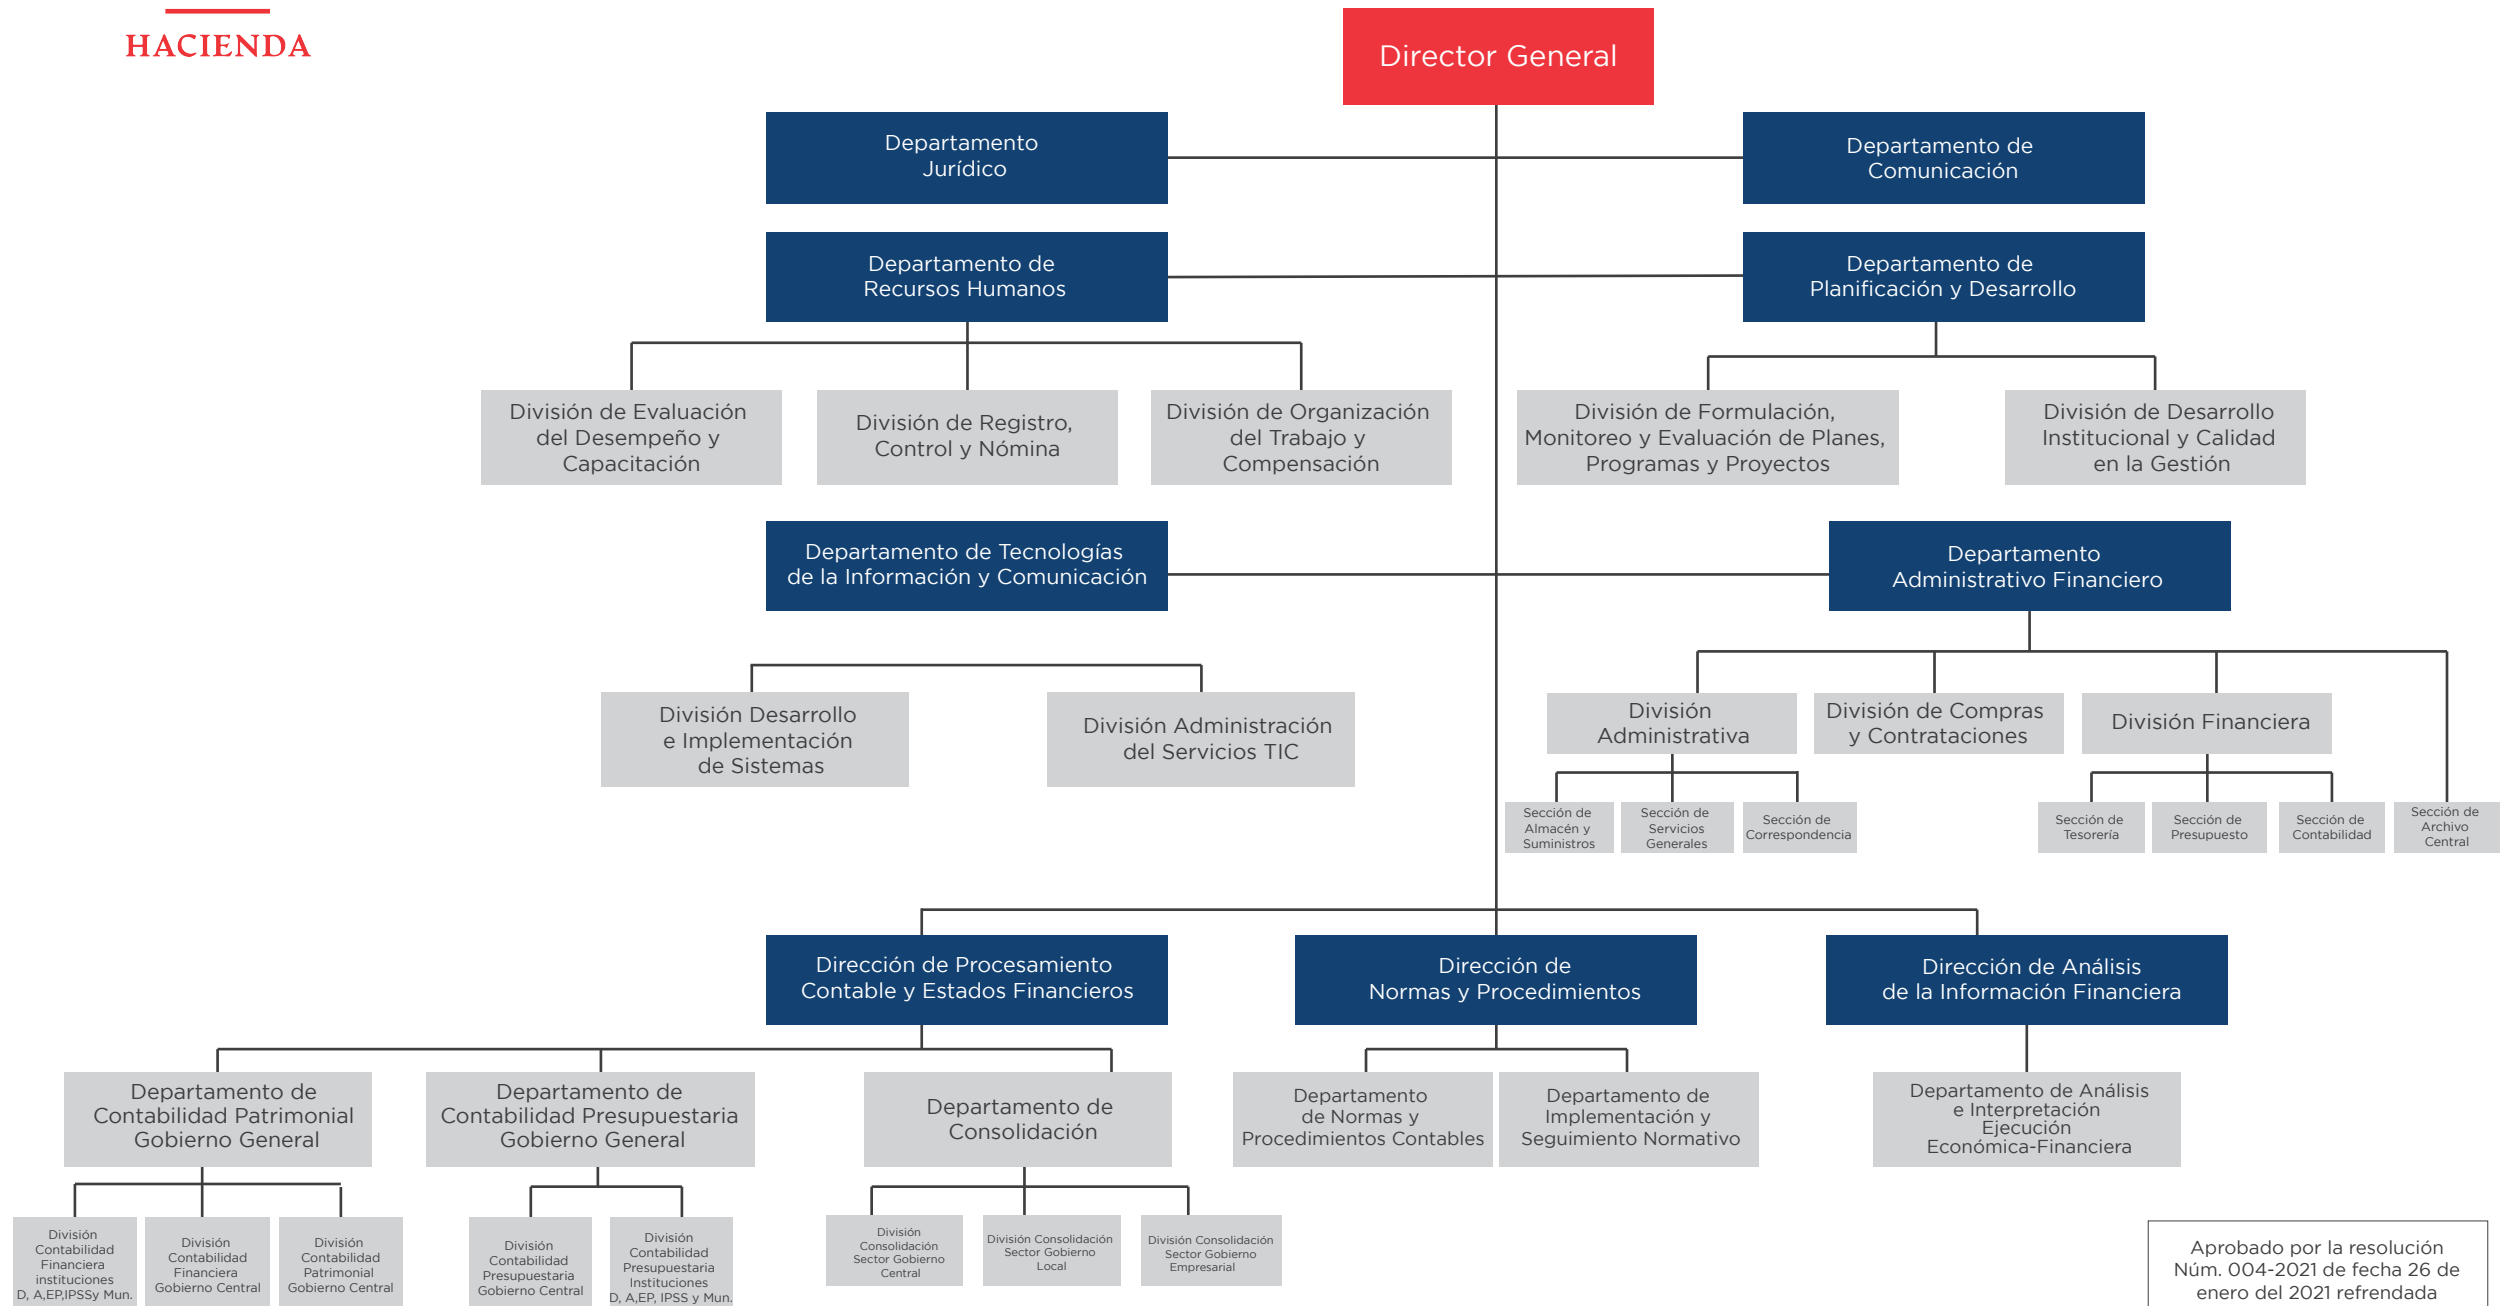 HACIENDA
Director General
Departamento
Jurídico
Departamento de
Comunicación
Departamento de
Recursos Humanos
Departamento de
Planificación y Desarrollo
División de Evaluación
del Desempeño y
Capacitación
División de Registro,
Control y Nómina
División de Organización
del Trabajo y
Compensación
División de Formulación,
Monitoreo y Evaluación de Planes,
Programas y Proyectos
División de Desarrollo
Institucional y Calidad
en la Gestión
Departamento de Tecnologías
de la Información y Comunicación
Departamento
Administrativo Financiero
División Desarrollo
e Implementación
de Sistemas
División Administración
del Servicios TIC
División
Administrativa
División de Compras
y Contrataciones
División Financiera
Sección de
Almacén y
Suministros
Sección de
Servicios
Generales
Sección de
Correspondencia
Sección de
Tesorería
Sección de
Presupuesto
Sección de
Contabilidad
Sección de
Archivo
Central
Dirección de Procesamiento
Contable y Estados Financieros
Dirección de
Normas y Procedimientos
Dirección de Análisis
de la Información Financiera
Departamento de
Contabilidad Patrimonial
Gobierno General
Departamento de
Contabilidad Presupuestaria
Gobierno General
Departamento de
Consolidación
Departamento
de Normas y
Procedimientos Contables
Departamento de
Implementación y
Seguimiento Normativo
Departamento de Análisis
e Interpretación
Ejecución
Económica-Financiera
División
Contabilidad
Financiera
instituciones
D, A,EP,IPSSy Mun.
División
Contabilidad
Financiera
Gobierno Central
División
Contabilidad
Patrimonial
Gobierno Central
División
Contabilidad
Presupuestaria
Gobierno Central
División
Contabilidad
Presupuestaria
Instituciones
D, A,EP, IPSS y Mun.
División
Consolidación
Sector Gobierno
Central
División Consolidación
Sector Gobierno
Local
División Consolidación
Sector Gobierno
Empresarial
Aprobado por la resolución
Núm. 004-2021 de fecha 26 de
enero del 2021 refrendada